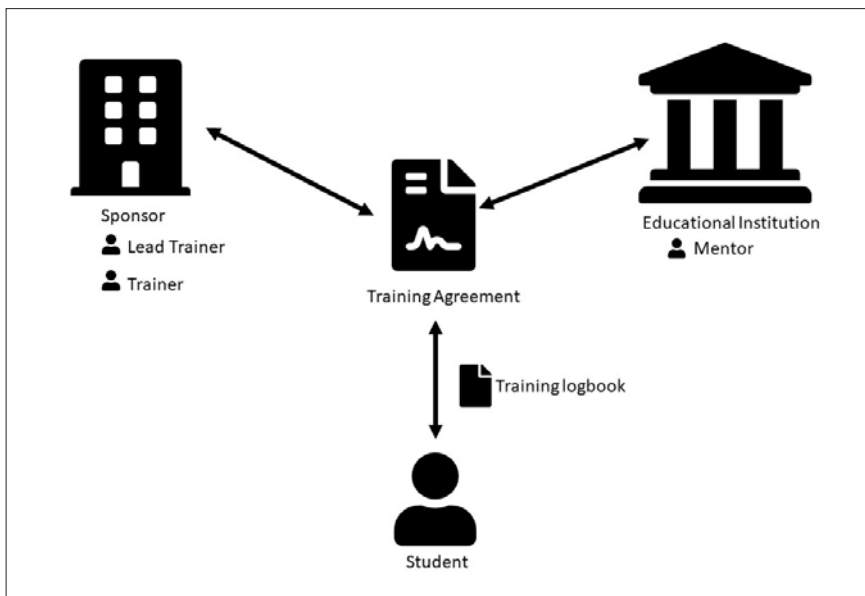 Sponsor
Lead Trainer
Trainer
Educational Institution
Mentor
Training Agreement
Training logbook
Student